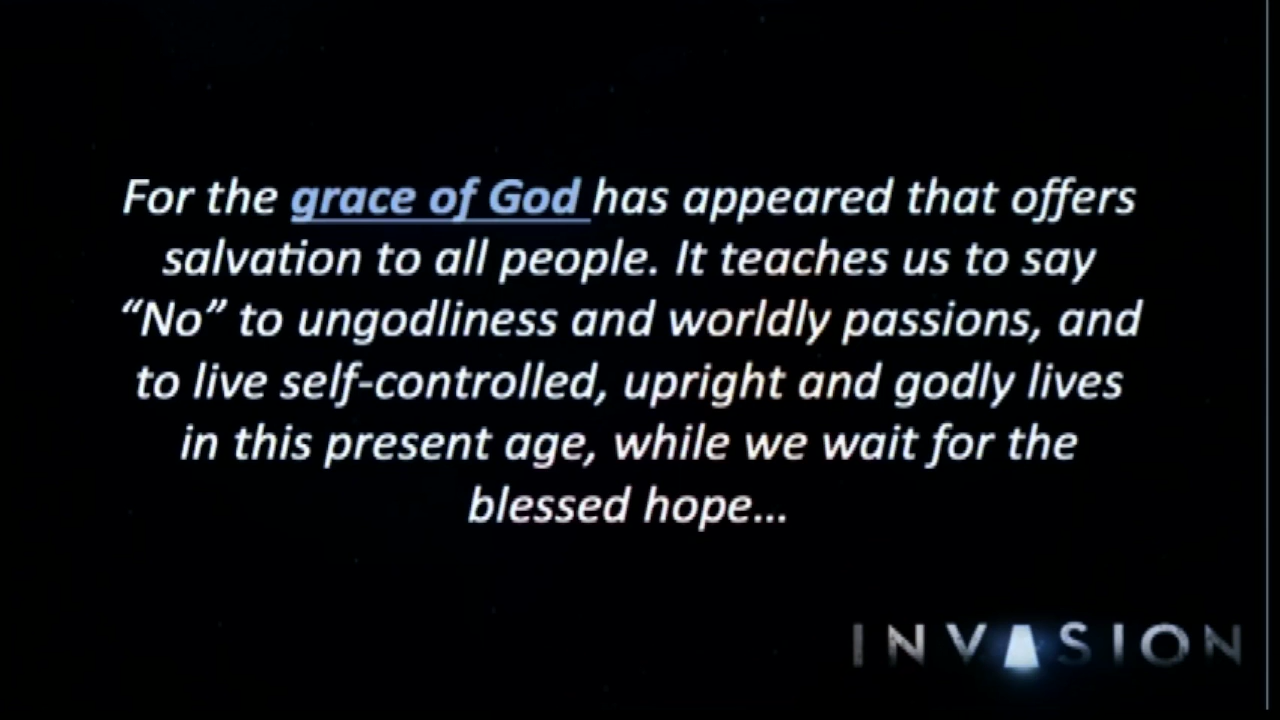 For the grace of God has appeared that offers
salvation to all people. It teaches us to say
“No” to ungodliness and worldly passions, and
to live self-controlled, upright and godly lives
in this present age, while we wait for the
blessed hope...
INVASION